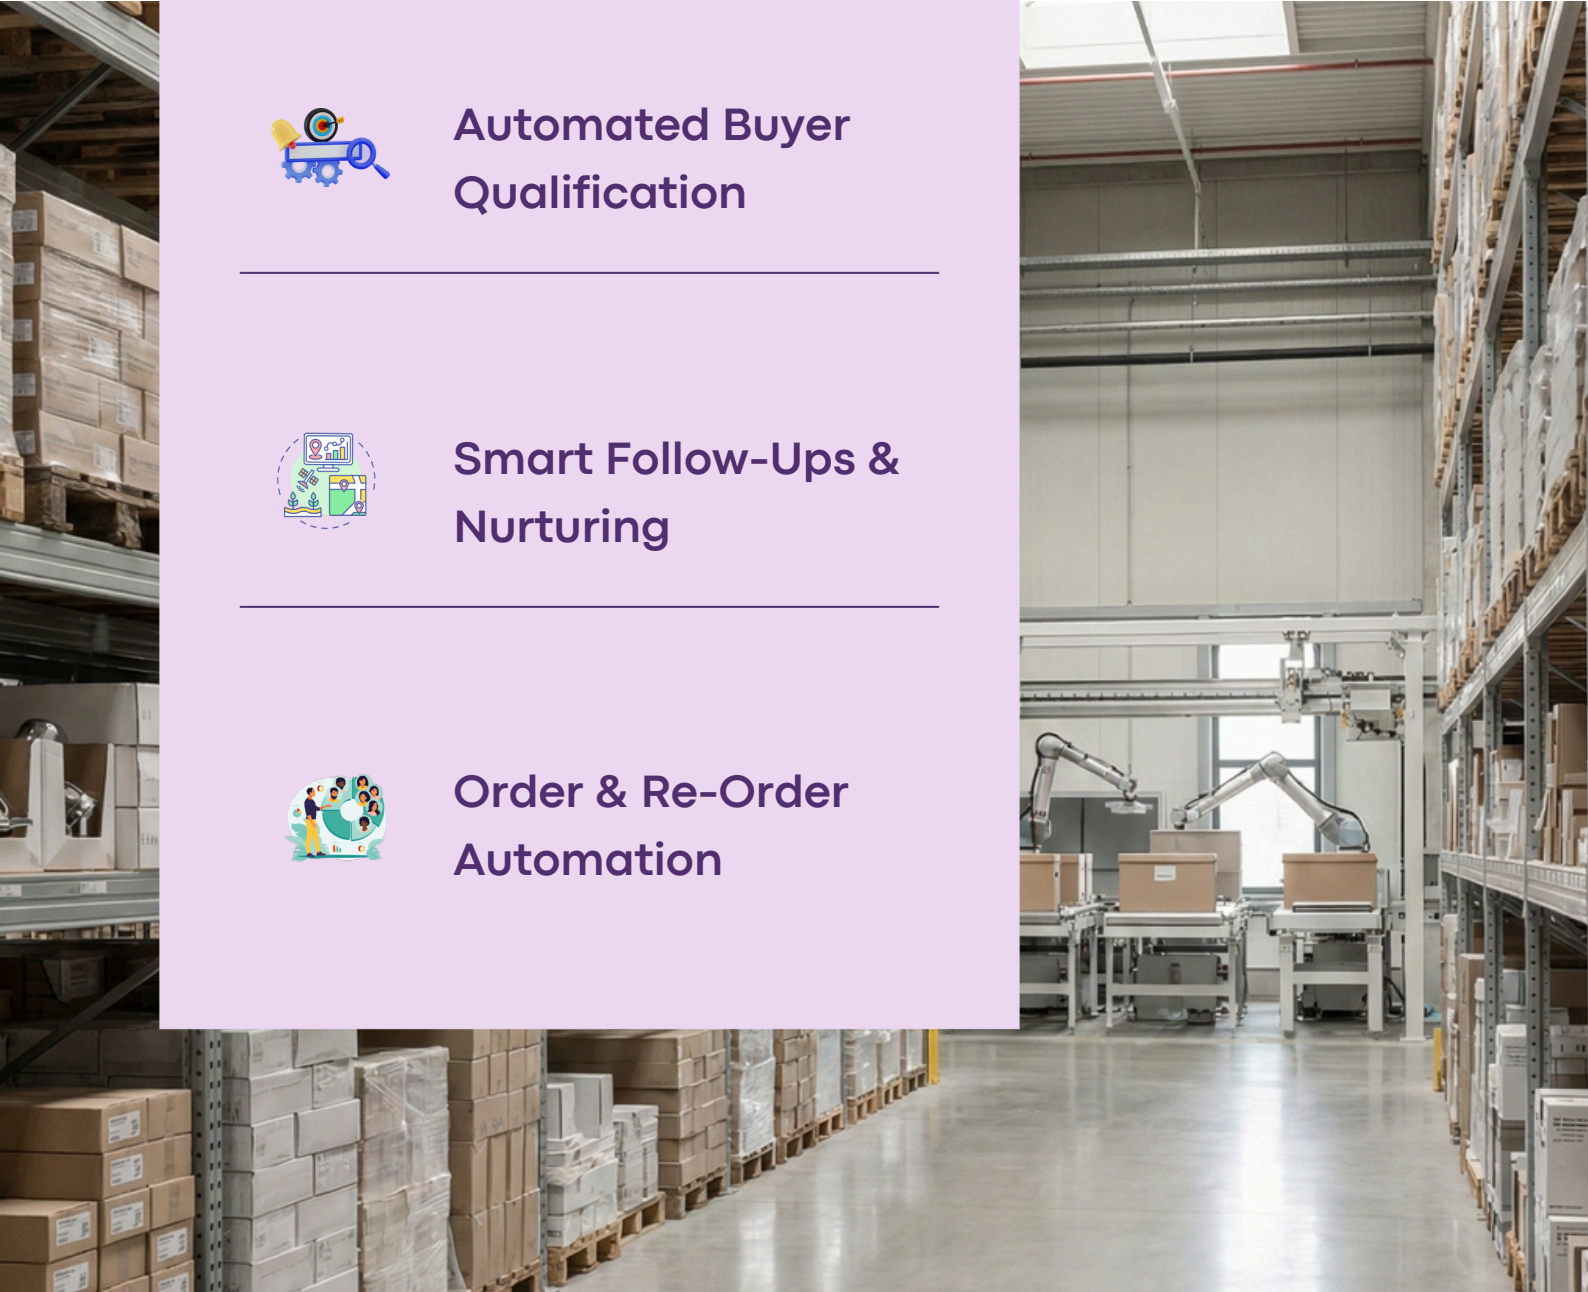 Automated Buyer
Qualification
Smart Follow-Ups &
Nurturing
Order & Re-Order
Automation